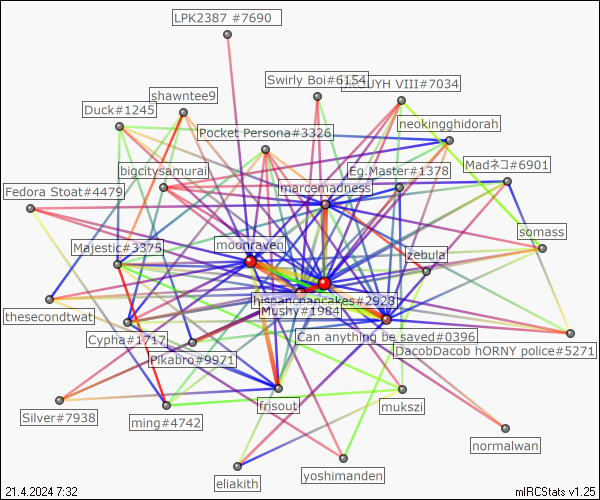 LPK2387 #7690
Swirly Boi#6154
UYH VIII#7034
shawntee9
Duck#1245
neokingghidorah
Pocket Persona#3326
Madネコ#6901
bigcitysamurai
Eg.Master#1378
Fedora Stoat#4479
marcemadness
somass
Majestic#3375
moonraven
zebula
thesecondtwat
hispancpancakes#2928
Mushy#1984
Cypha#1717
Can anything be saved#0396
DacobDacob hORNY police#5271
Pikabro#9971
Silver#7938
frisout
mukszi
ming#4742
normalwan
eliakith
yoshimanden
21.4.2024 7:32
mIRCStats v1.25